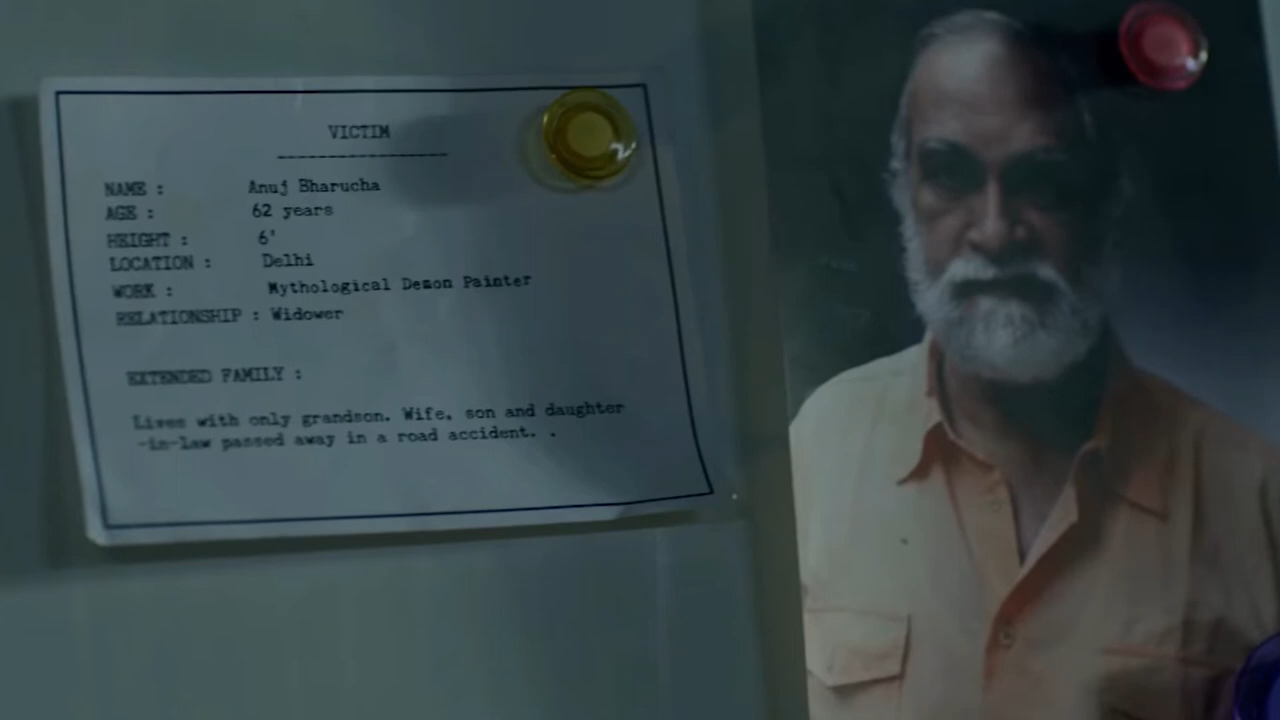 VICTIM
NAME : Anuj Bharucha
AGE : 62 years
HEIGHT : 6'
LOCATION : Delhi
WORK : Mythological Demon Painter
RELATIONSHIP : Widower
EXTENDED FAMILY :
Lives with only grandson. Wife, son and daughter
-in-law passed away in a road accident. .